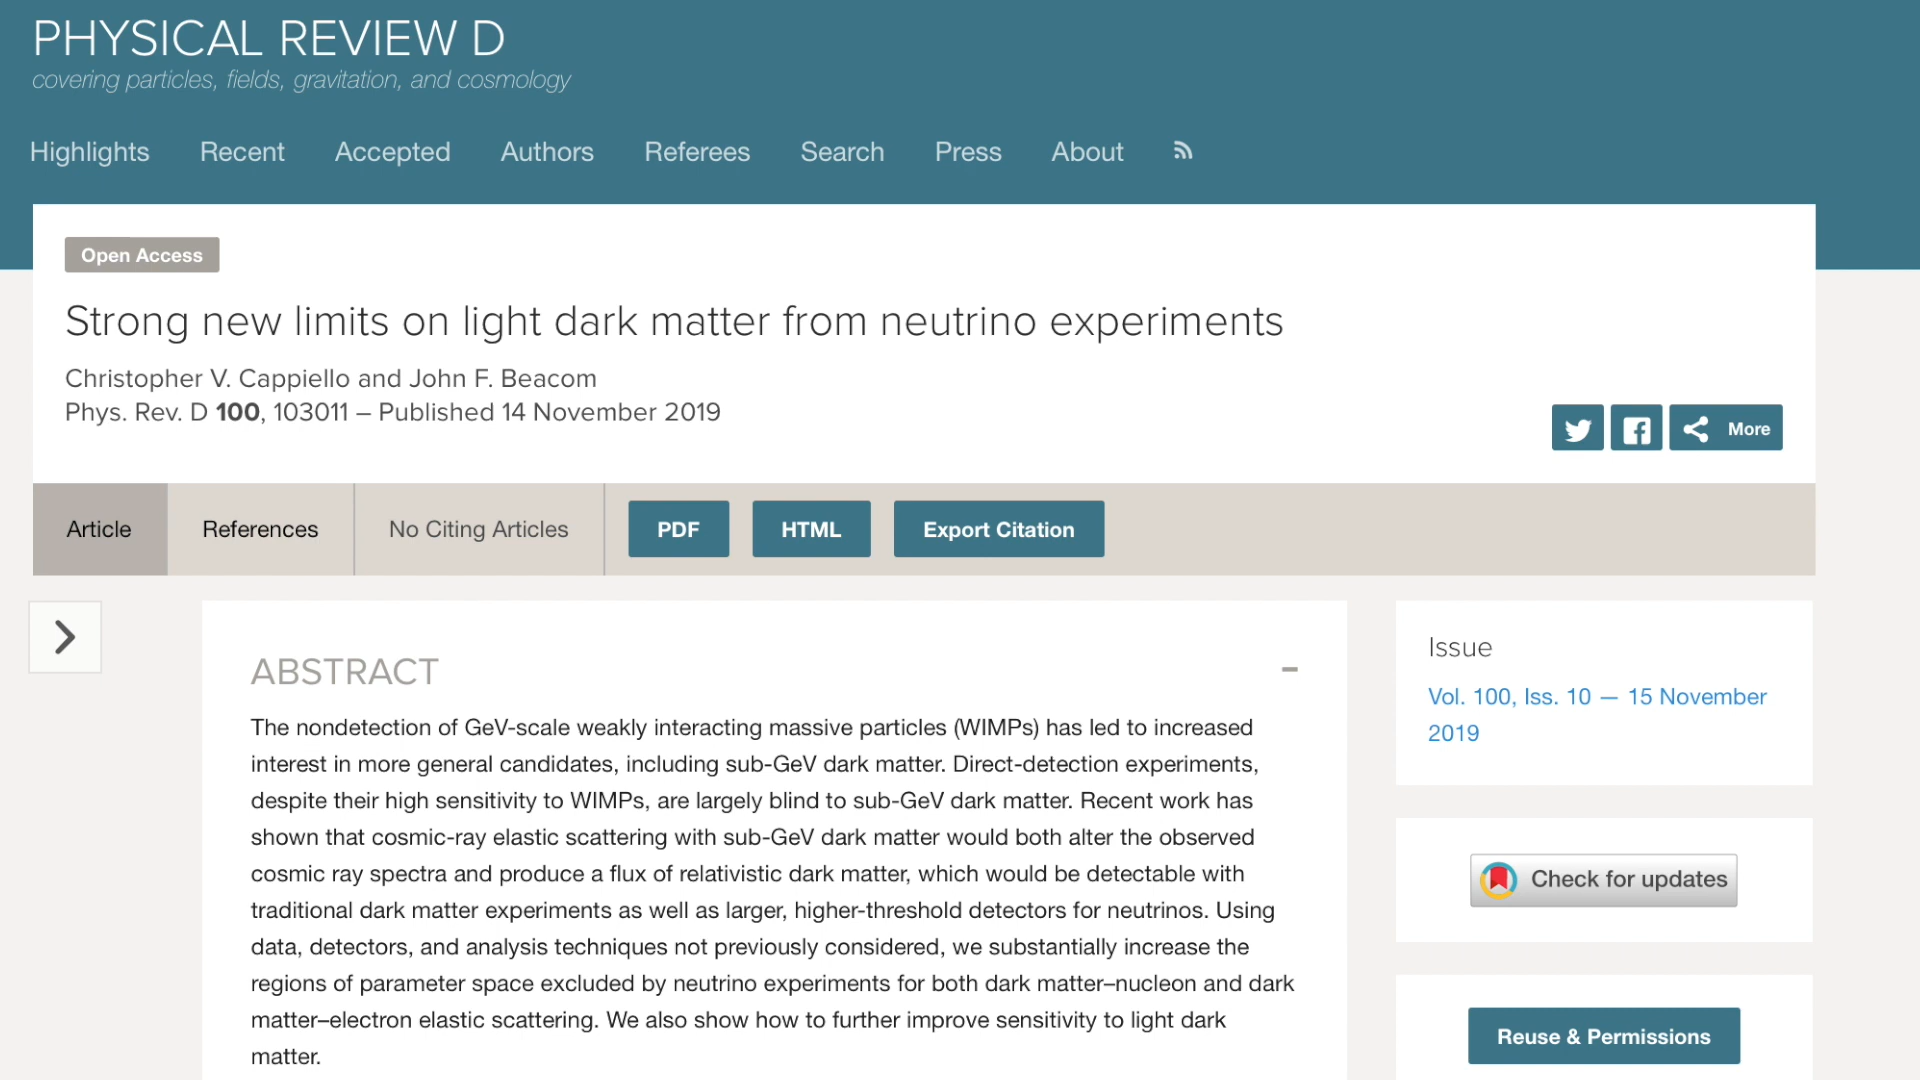 PHYSICAL REVIEW D
covering particles, fields, gravitation, and cosmology
Highlights Recent Accepted Authors Referees Search Press About
Open Access
Strong new limits on light dark matter from neutrino experiments
Christopher V. Cappiello and John F. Beacom
Phys. Rev. D 100, 103011 – Published 14 November 2019
More
Article References No Citing Articles PDF HTML Export Citation
ABSTRACT
The nondetection of GeV-scale weakly interacting massive particles (WIMPs) has led to increased
interest in more general candidates, including sub-GeV dark matter. Direct-detection experiments,
despite their high sensitivity to WIMPs, are largely blind to sub-GeV dark matter. Recent work has
shown that cosmic-ray elastic scattering with sub-GeV dark matter would both alter the observed
cosmic ray spectra and produce a flux of relativistic dark matter, which would be detectable with
traditional dark matter experiments as well as larger, higher-threshold detectors for neutrinos. Using
data, detectors, and analysis techniques not previously considered, we substantially increase the
regions of parameter space excluded by neutrino experiments for both dark matter–nucleon and dark
matter–electron elastic scattering. We also show how to further improve sensitivity to light dark
matter.
Issue
Vol. 100, Iss. 10 — 15 November
2019
Check for updates
Reuse & Permissions